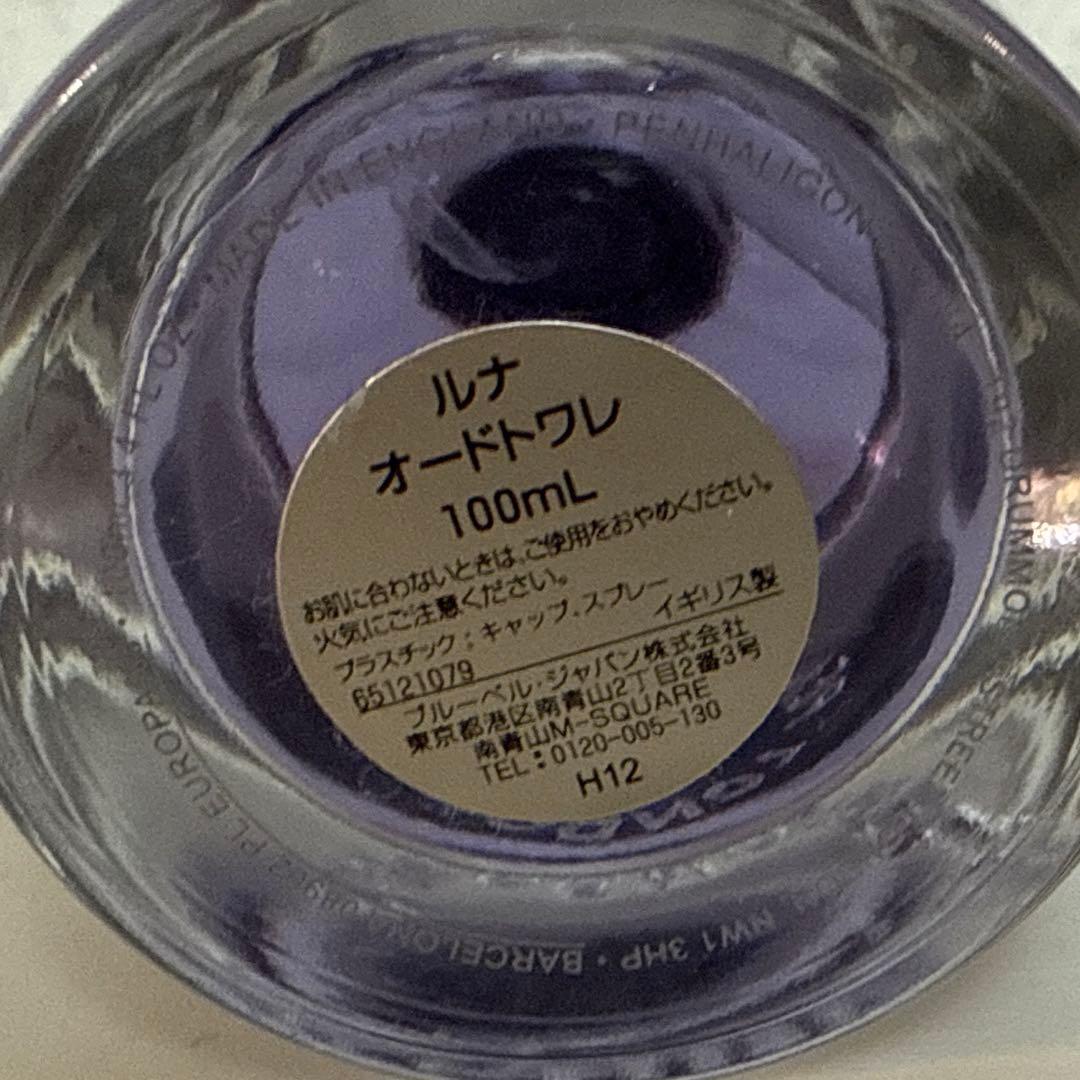 ルナ
オードトワレ
100mL
お肌に合わないときは、ご使用をおやめください。
火気にご注意ください。
プラスチック：キャップ、スプレー
65121079 イギリス製
ブルーベル・ジャパン株式会社
東京都港区南青山2丁目2番3号
南青山M-SQUARE
TEL：0120-005-130
H12
OZ · MADE IN ENGLAND · PENHALIGON
NW1 3HP · BARCELONA
PL EUROPA